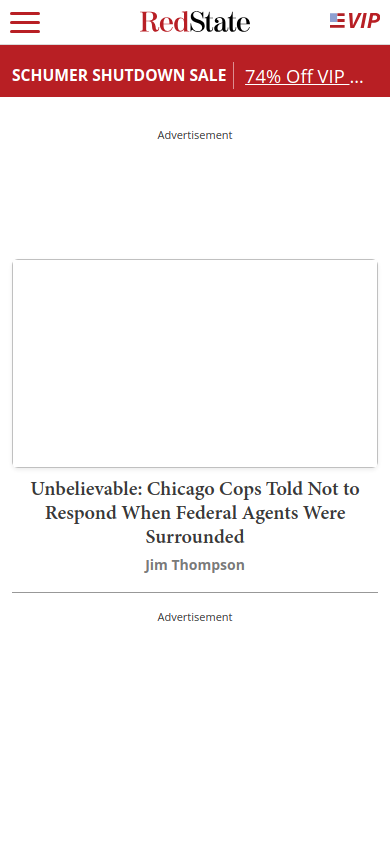 RedState
VIP
SCHUMER SHUTDOWN SALE
74% Off VIP ...
Advertisement
Unbelievable: Chicago Cops Told Not to
Respond When Federal Agents Were
Surrounded
Jim Thompson
Advertisement